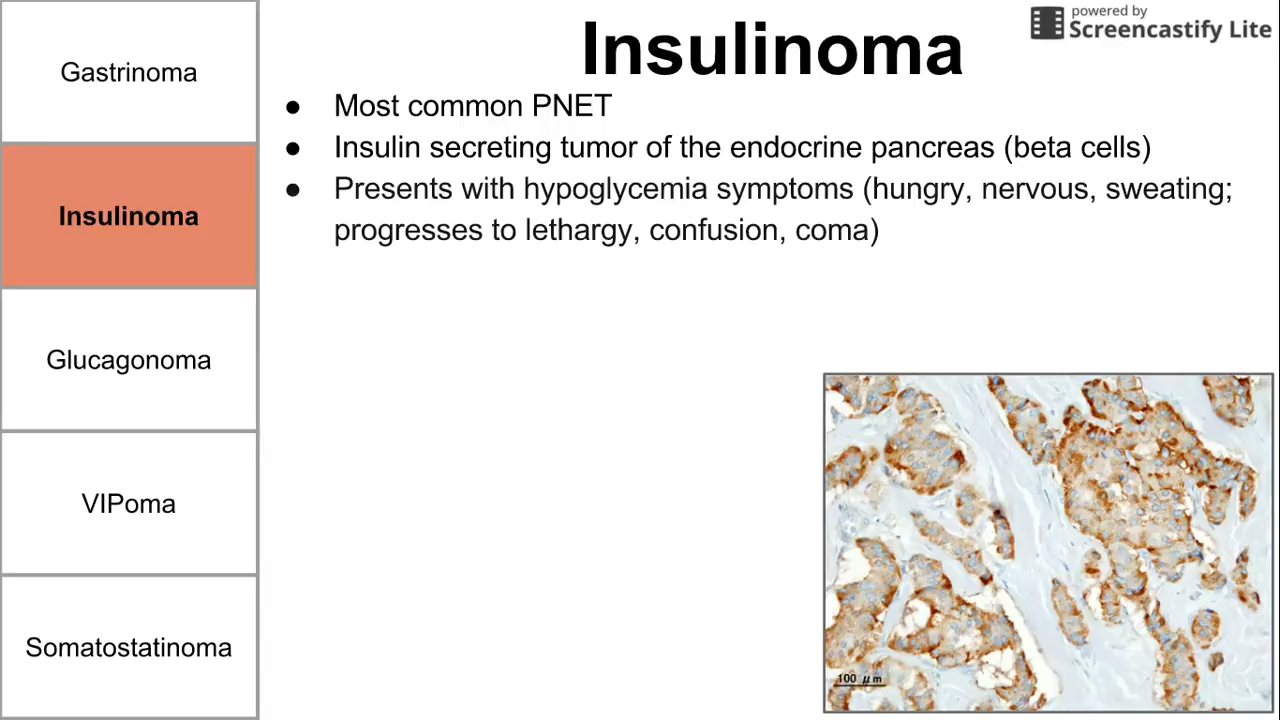 powered by
Screencastify Lite
Insulinoma
Gastrinoma
Insulinoma
Glucagonoma
VIPoma
Somatostatinoma
● Most common PNET
● Insulin secreting tumor of the endocrine pancreas (beta cells)
● Presents with hypoglycemia symptoms (hungry, nervous, sweating;
progresses to lethargy, confusion, coma)
100 μm